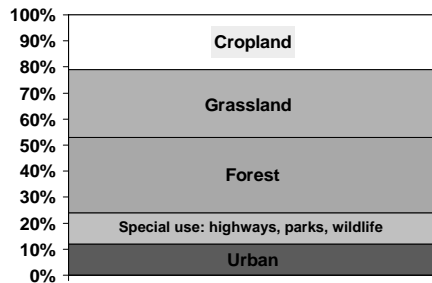 100%
90%
80%
70%
60%
50%
40%
30%
20%
10%
0%
Cropland
Grassland
Forest
Special use: highways, parks, wildlife
Urban